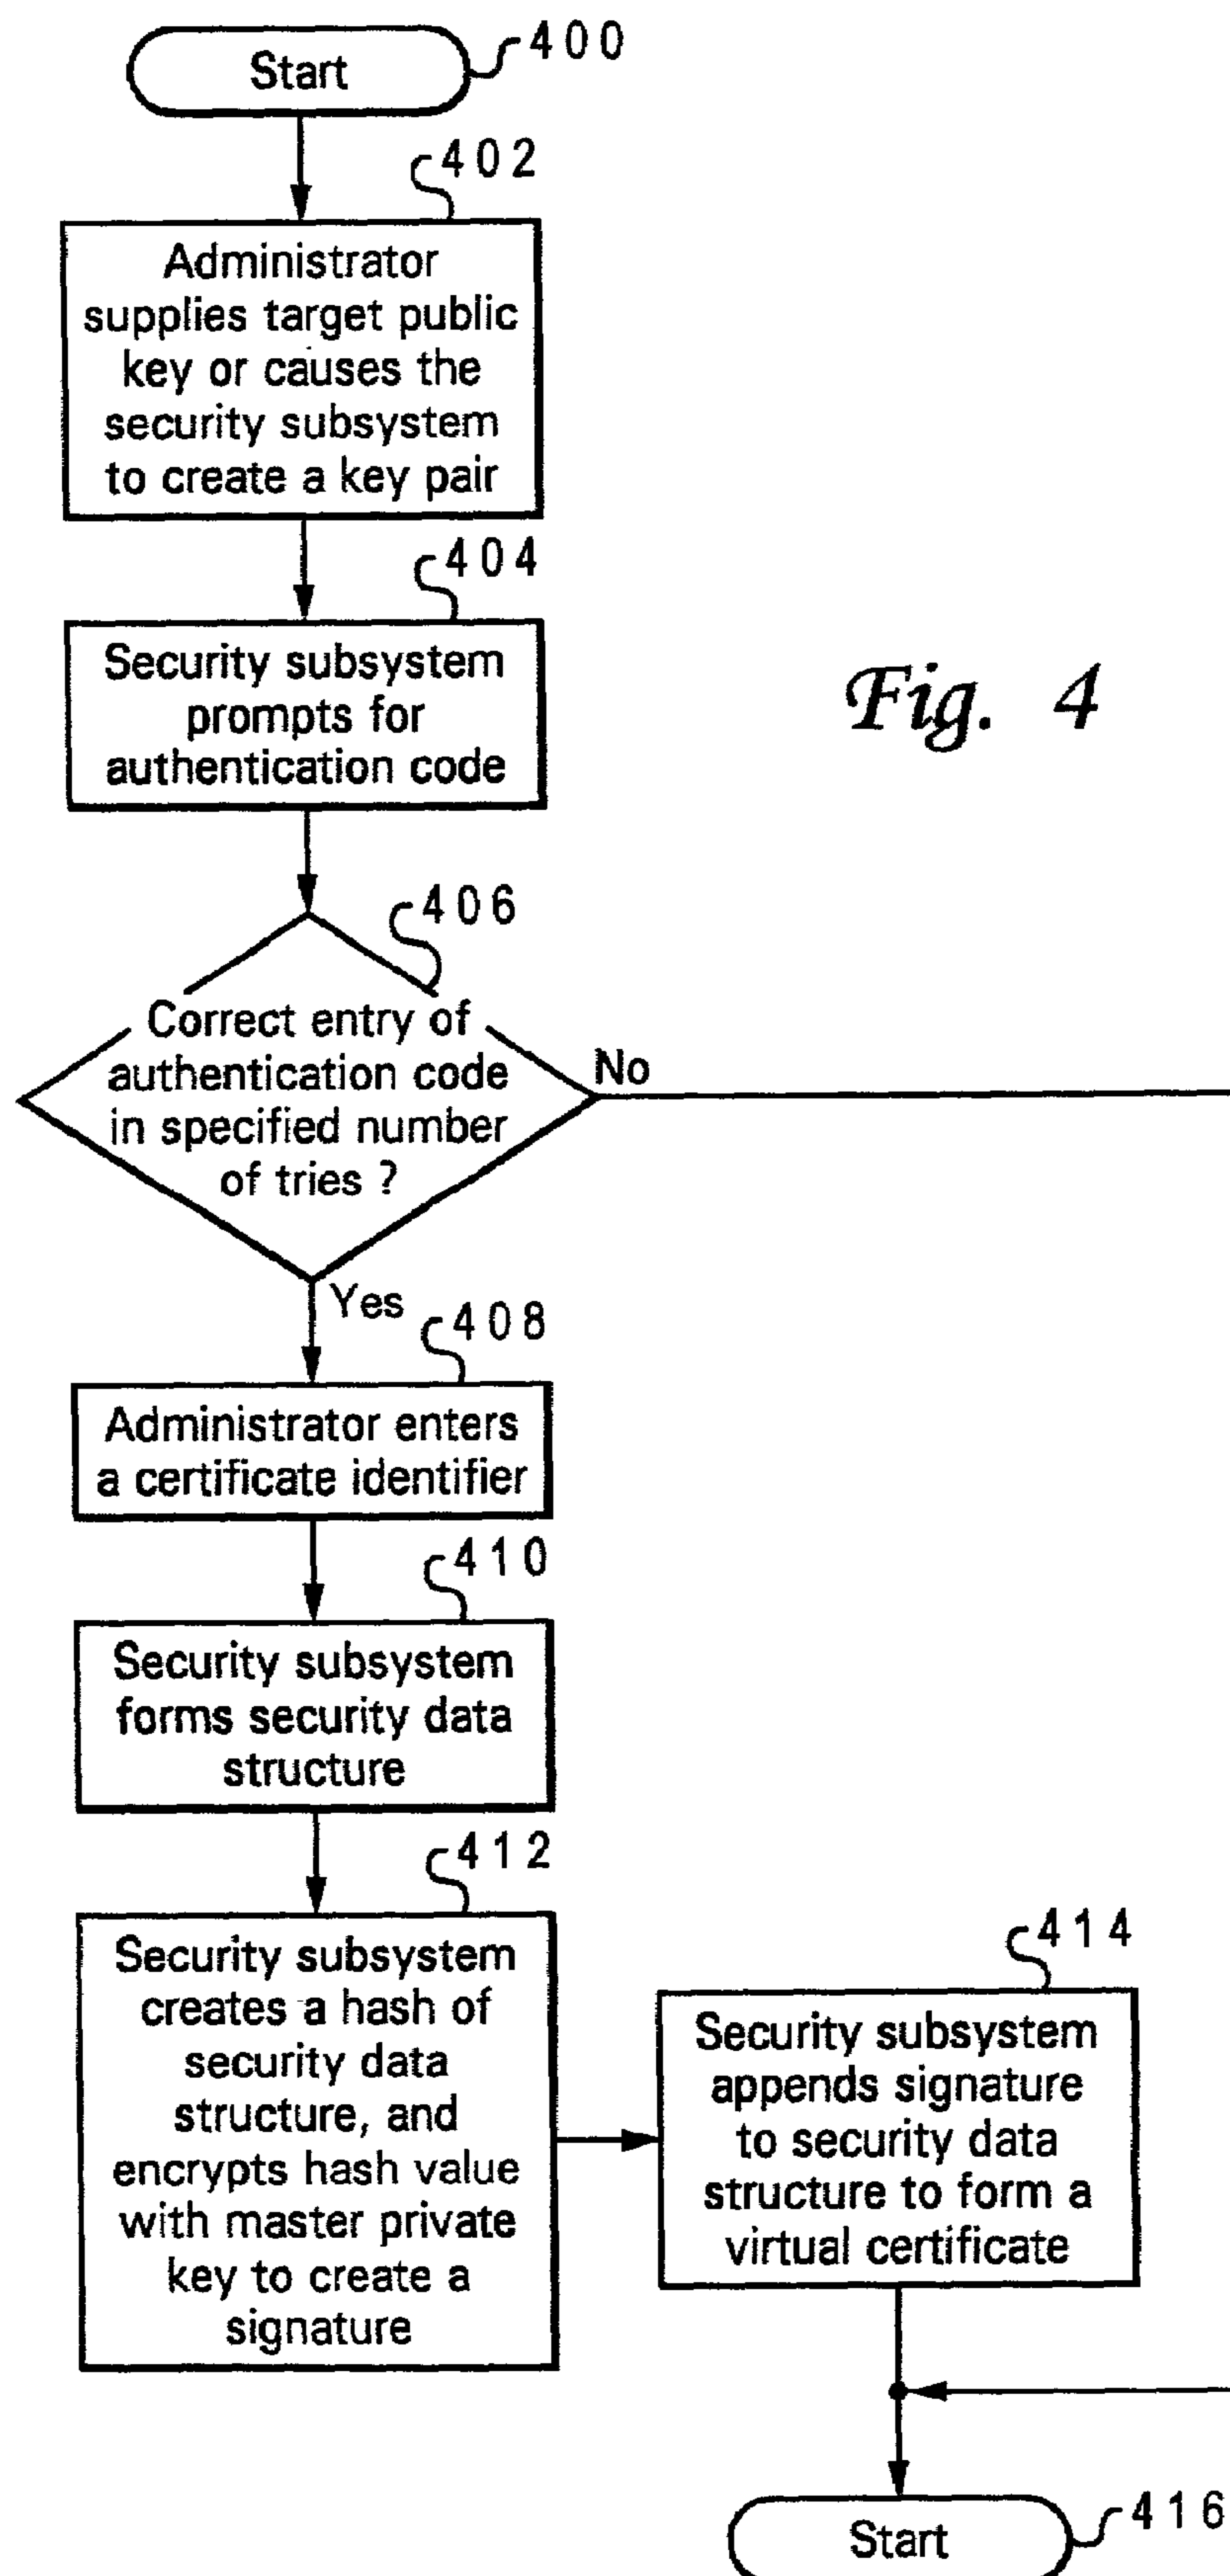 Start
400
402
Administrator
supplies target public
key or causes the
security subsystem
to create a key pair
404
Security subsystem
prompts for
authentication code
Fig. 4
406
Correct entry of
authentication code
in specified number
of tries ?
No
Yes
408
Administrator enters
a certificate identifier
410
Security subsystem
forms security data
structure
412
Security subsystem
creates a hash of
security data
structure, and
encrypts hash value
with master private
key to create a
signature
414
Security subsystem
appends signature
to security data
structure to form a
virtual certificate
Start
416